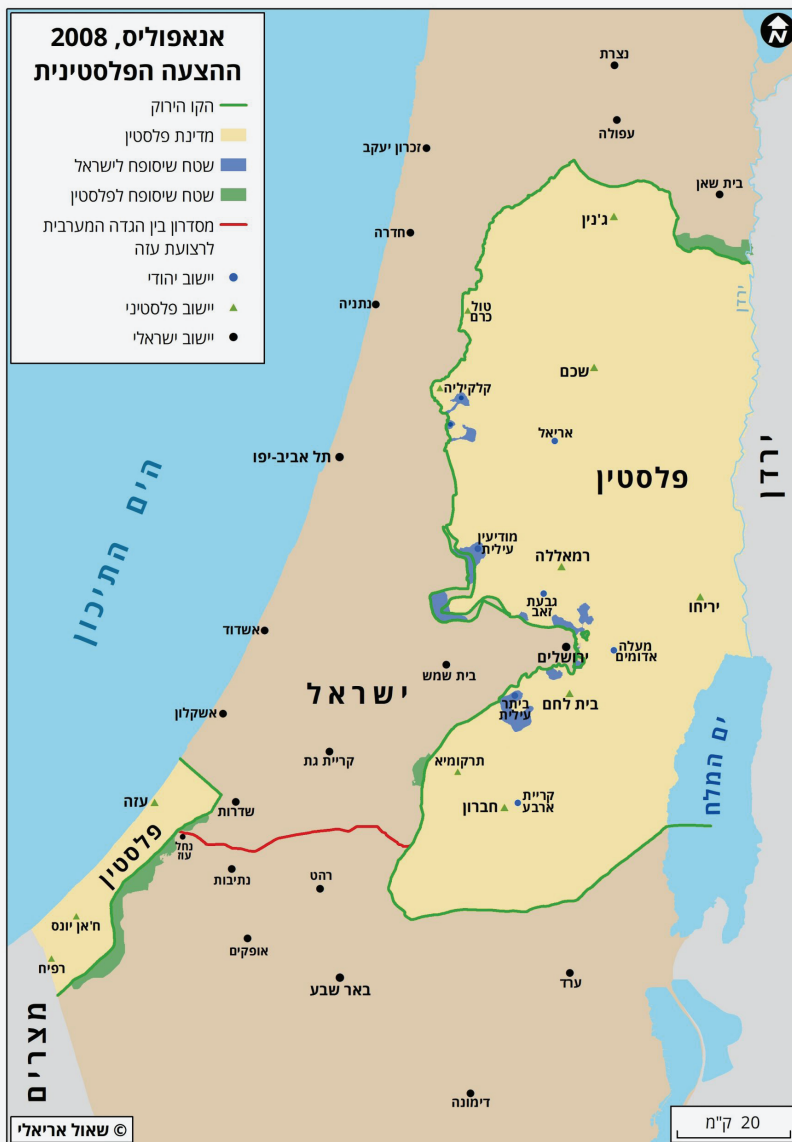 אנאפוליס, 2008
ההצעה הפלסטינית
הקו הירוק
מדינת פלסטין
שטח שיסופח לישראל
שטח שיסופח לפלסטין
מסדרון בין הגדה המערבית
לרצועת עזה
יישוב יהודי
יישוב פלסטיני
יישוב ישראלי
N
נצרת
עפולה
זכרון יעקב
בית שאן
ג'נין
חדרה
ירדן
נתניה
טול
כרם
שכם
קלקיליה
אריאל
תל אביב-יפו
פלסטין
ירדן
הים התיכון
מודיעין
עילית
רמאללה
גבעת
זאב
יריחו
אשדוד
ירושלים
מעלה
אדומים
בית שמש
ישראל
ביתר
עילית
בית לחם
אשקלון
ים המלח
קריית גת
תרקומיא
עזה
שדרות
קריית
ארבע
חברון
פלסטין
נחל
עוז
נתיבות
רהט
ח'אן יונס
אופקים
רפיח
באר שבע
ערד
מצרים
דימונה
© שאול אריאלי
20 ק"מ